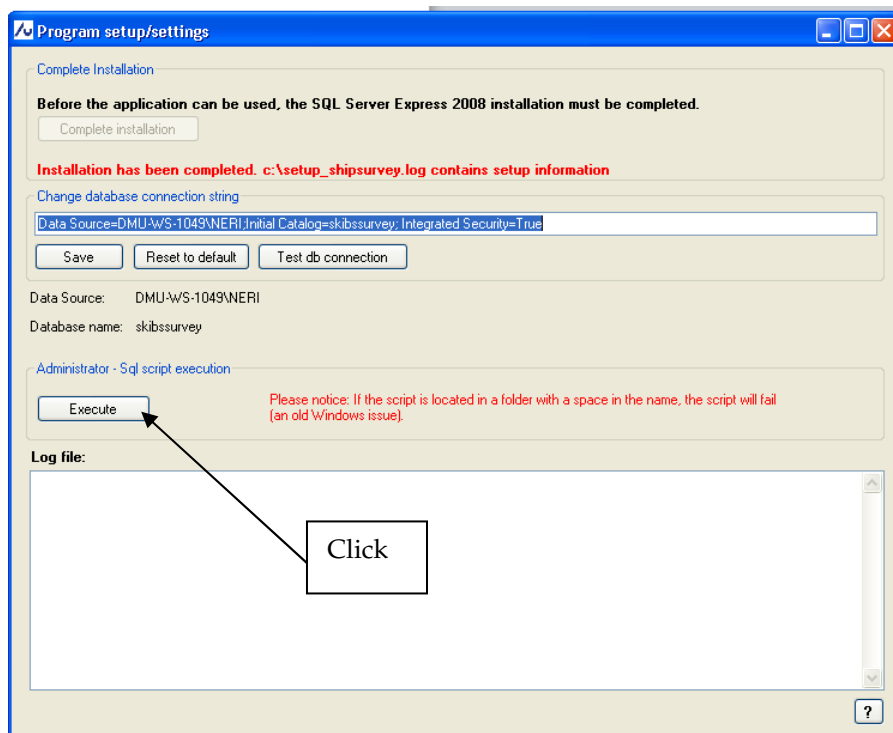 Program setup/settings
Complete Installation
Before the application can be used, the SQL Server Express 2008 installation must be completed.
Complete installation
Installation has been completed. c:\setup_shipsurvey.log contains setup information
Change database connection string
Data Source=DMU-WS-1049\NERI;Initial Catalog=skibssurvey; Integrated Security=True
Save Reset to default Test db connection
Data Source: DMU-WS-1049\NERI
Database name: skibssurvey
Administrator - Sql script execution
Execute
Please notice: If the script is located in a folder with a space in the name, the script will fail
(an old Windows issue).
Log file:
Click
?